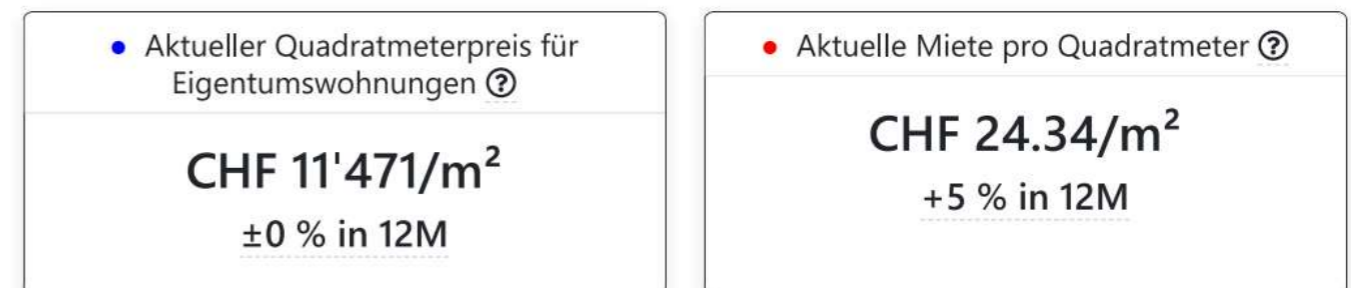 Aktueller Quadratmeterpreis für
Eigentumswohnungen ?
CHF 11'471/m²
±0 % in 12M
Aktuelle Miete pro Quadratmeter ?
CHF 24.34/m²
+5 % in 12M